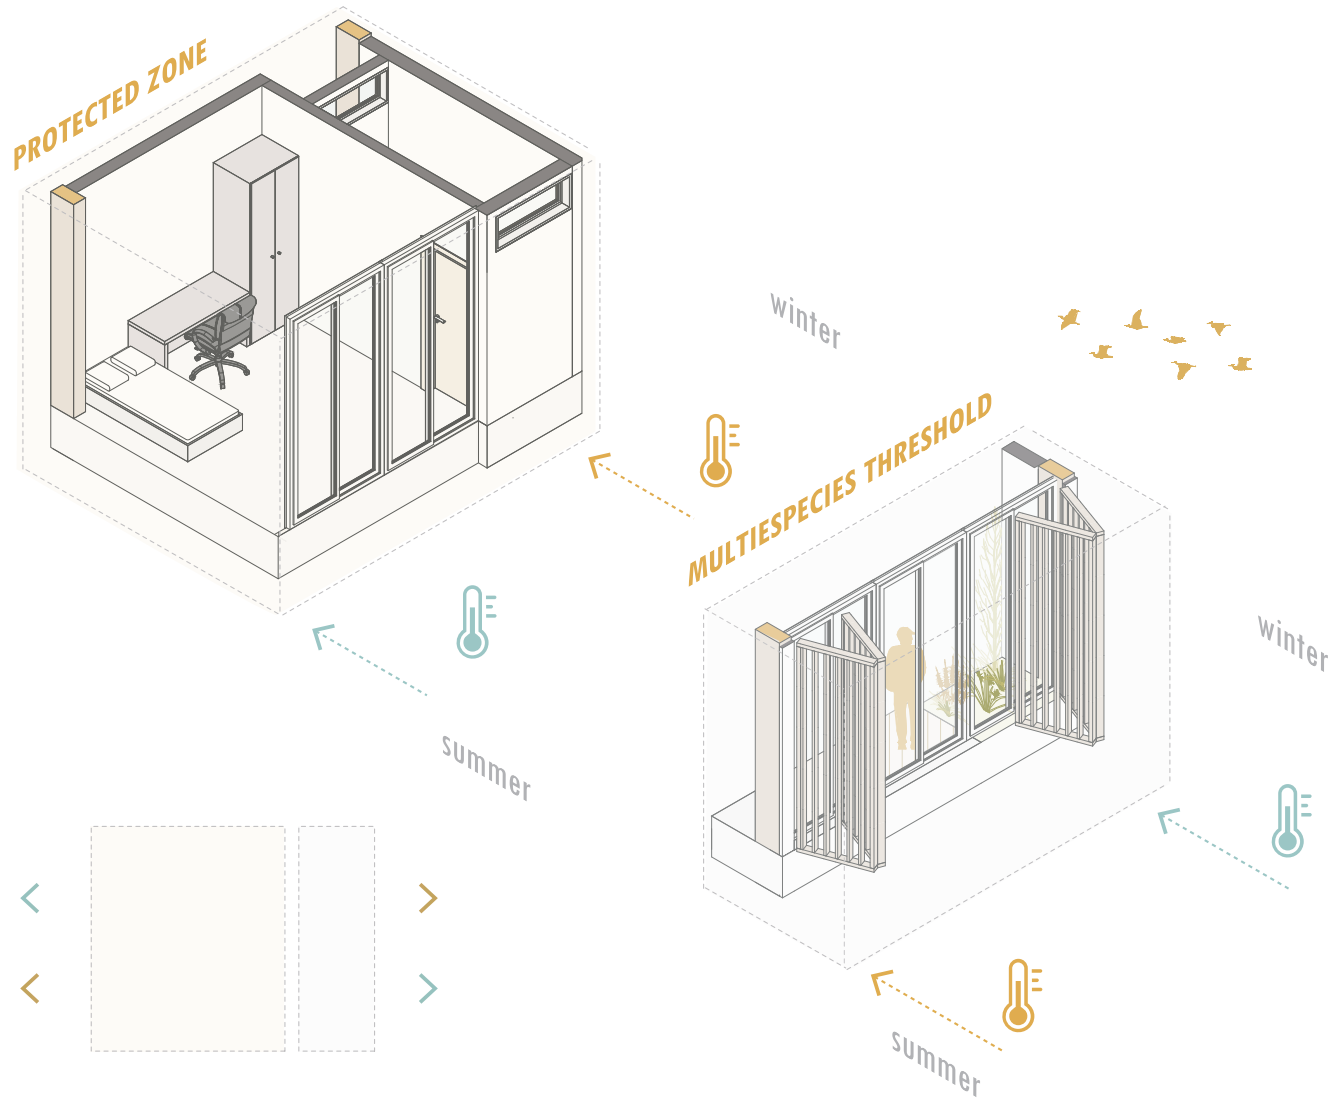 PROTECTED ZONE
winter
MULTIESPECIES THRESHOLD
winter
summer
summer